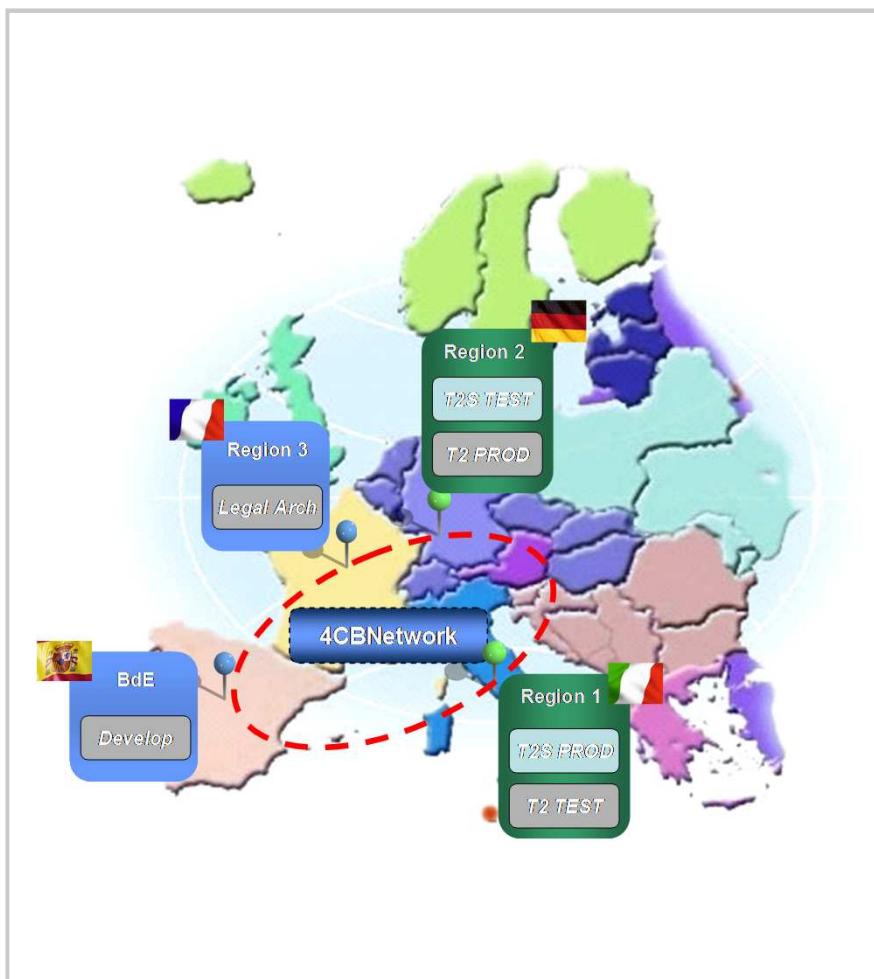 Region 2
T2S TEST
T2 PROD
Region 3
Legal Arch
4CBNetwork
BdE
Develop
Region 1
T2S PROD
T2 TEST